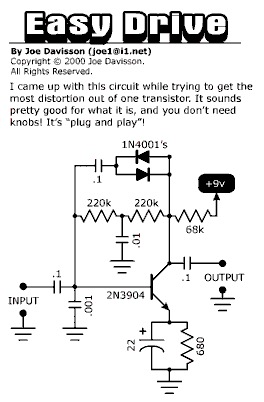 Easy Drive
By Joe Davisson (joe1@i1.net)
Copyright © 2000 Joe Davisson.
All Rights Reserved.
I came up with this circuit while trying to get the
most distortion out of one transistor. It sounds
pretty good for what it is, and you don't need
knobs! It's "plug and play"!
1N4001's
.1
+9v
220k
220k
68k
.01
.1
.1
OUTPUT
INPUT
.001
2N3904
22
+
680